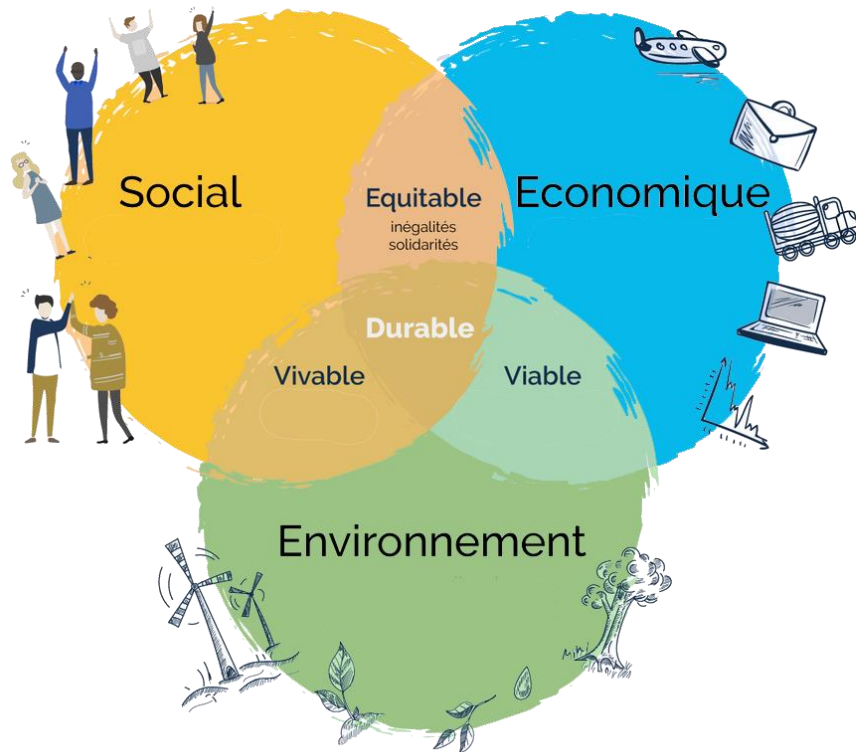 Social
Economique
Equitable
inégalités
solidarités
Durable
Vivable
Viable
Environnement